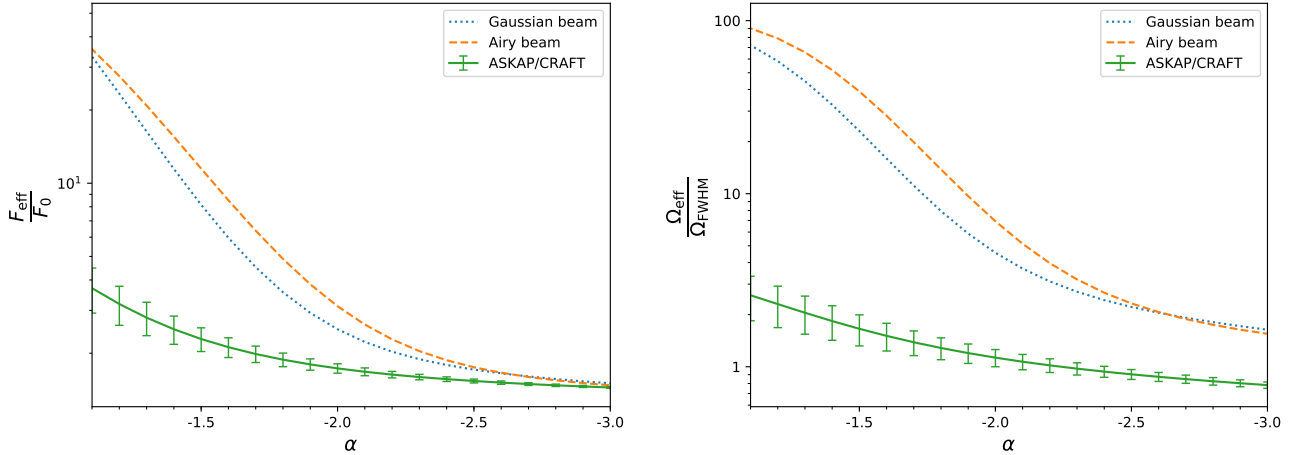 Gaussian beam
Airy beam
ASKAP/CRAFT
10¹
F_eff
F_0
-1.5
-2.0
-2.5
-3.0
α
Gaussian beam
Airy beam
ASKAP/CRAFT
100
10
1
Ω_eff
Ω_FWHM
-1.5
-2.0
-2.5
-3.0
α